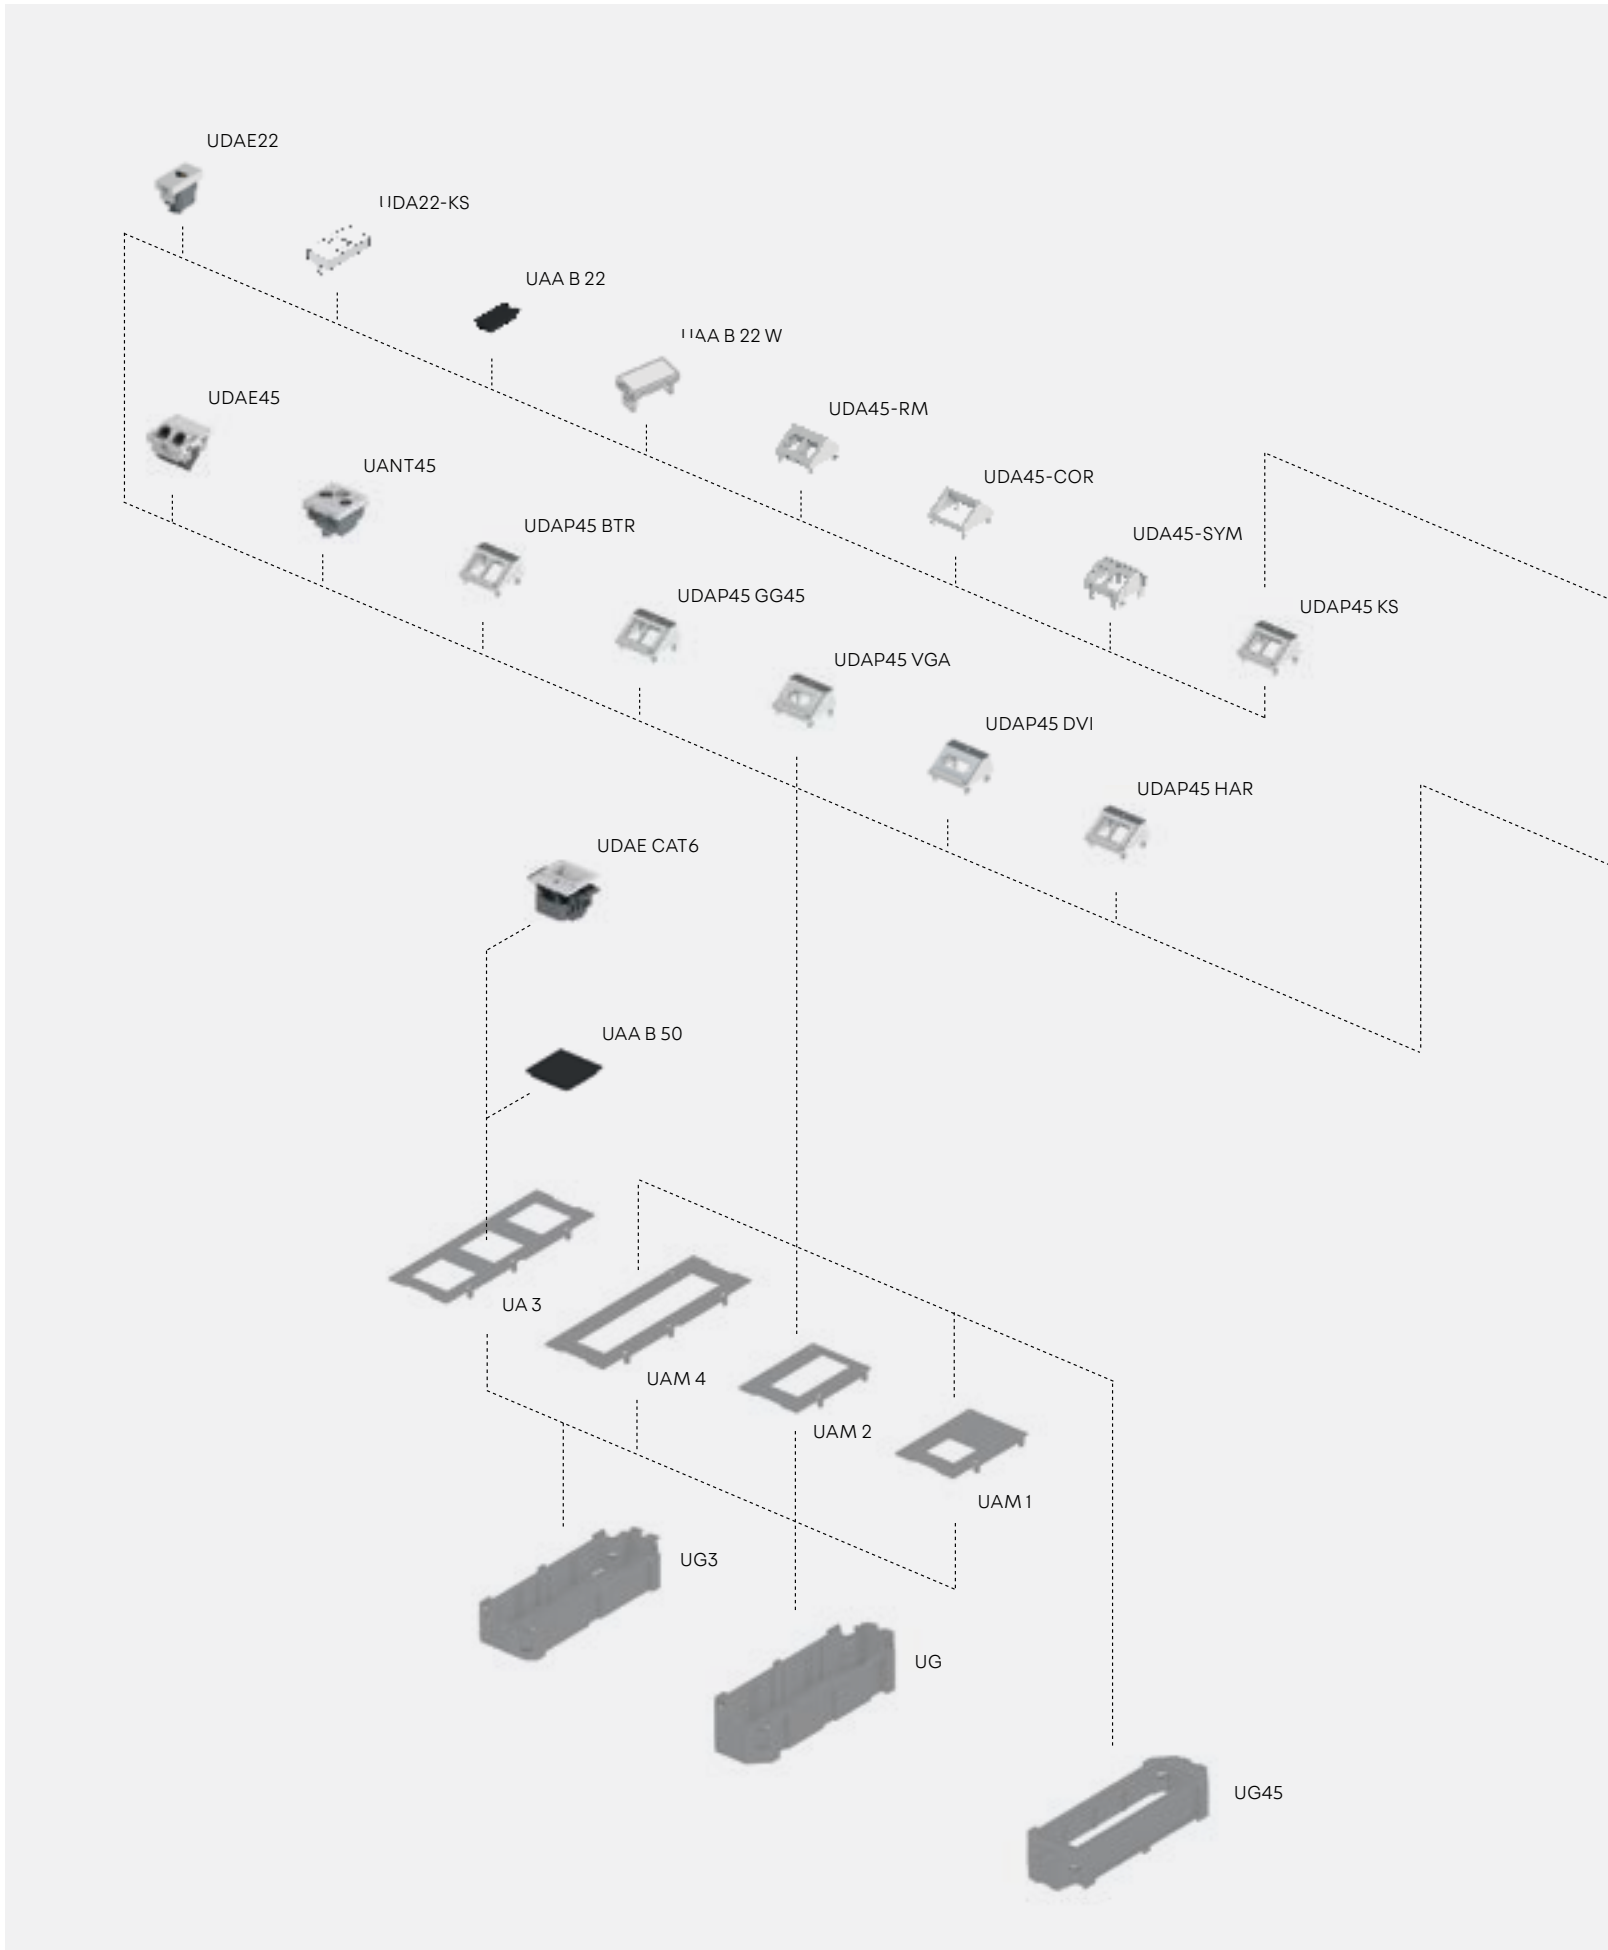 UDAE22
UDA22-KS
UAA B 22
UAA B 22 W
UDAE45
UDA45-RM
UANT45
UDA45-COR
UDAP45 BTR
UDA45-SYM
UDAP45 GG45
UDAP45 KS
UDAP45 VGA
UDAP45 DVI
UDAP45 HAR
UDAE CAT6
UAA B 50
UA 3
UAM 4
UAM 2
UAM 1
UG3
UG
UG45